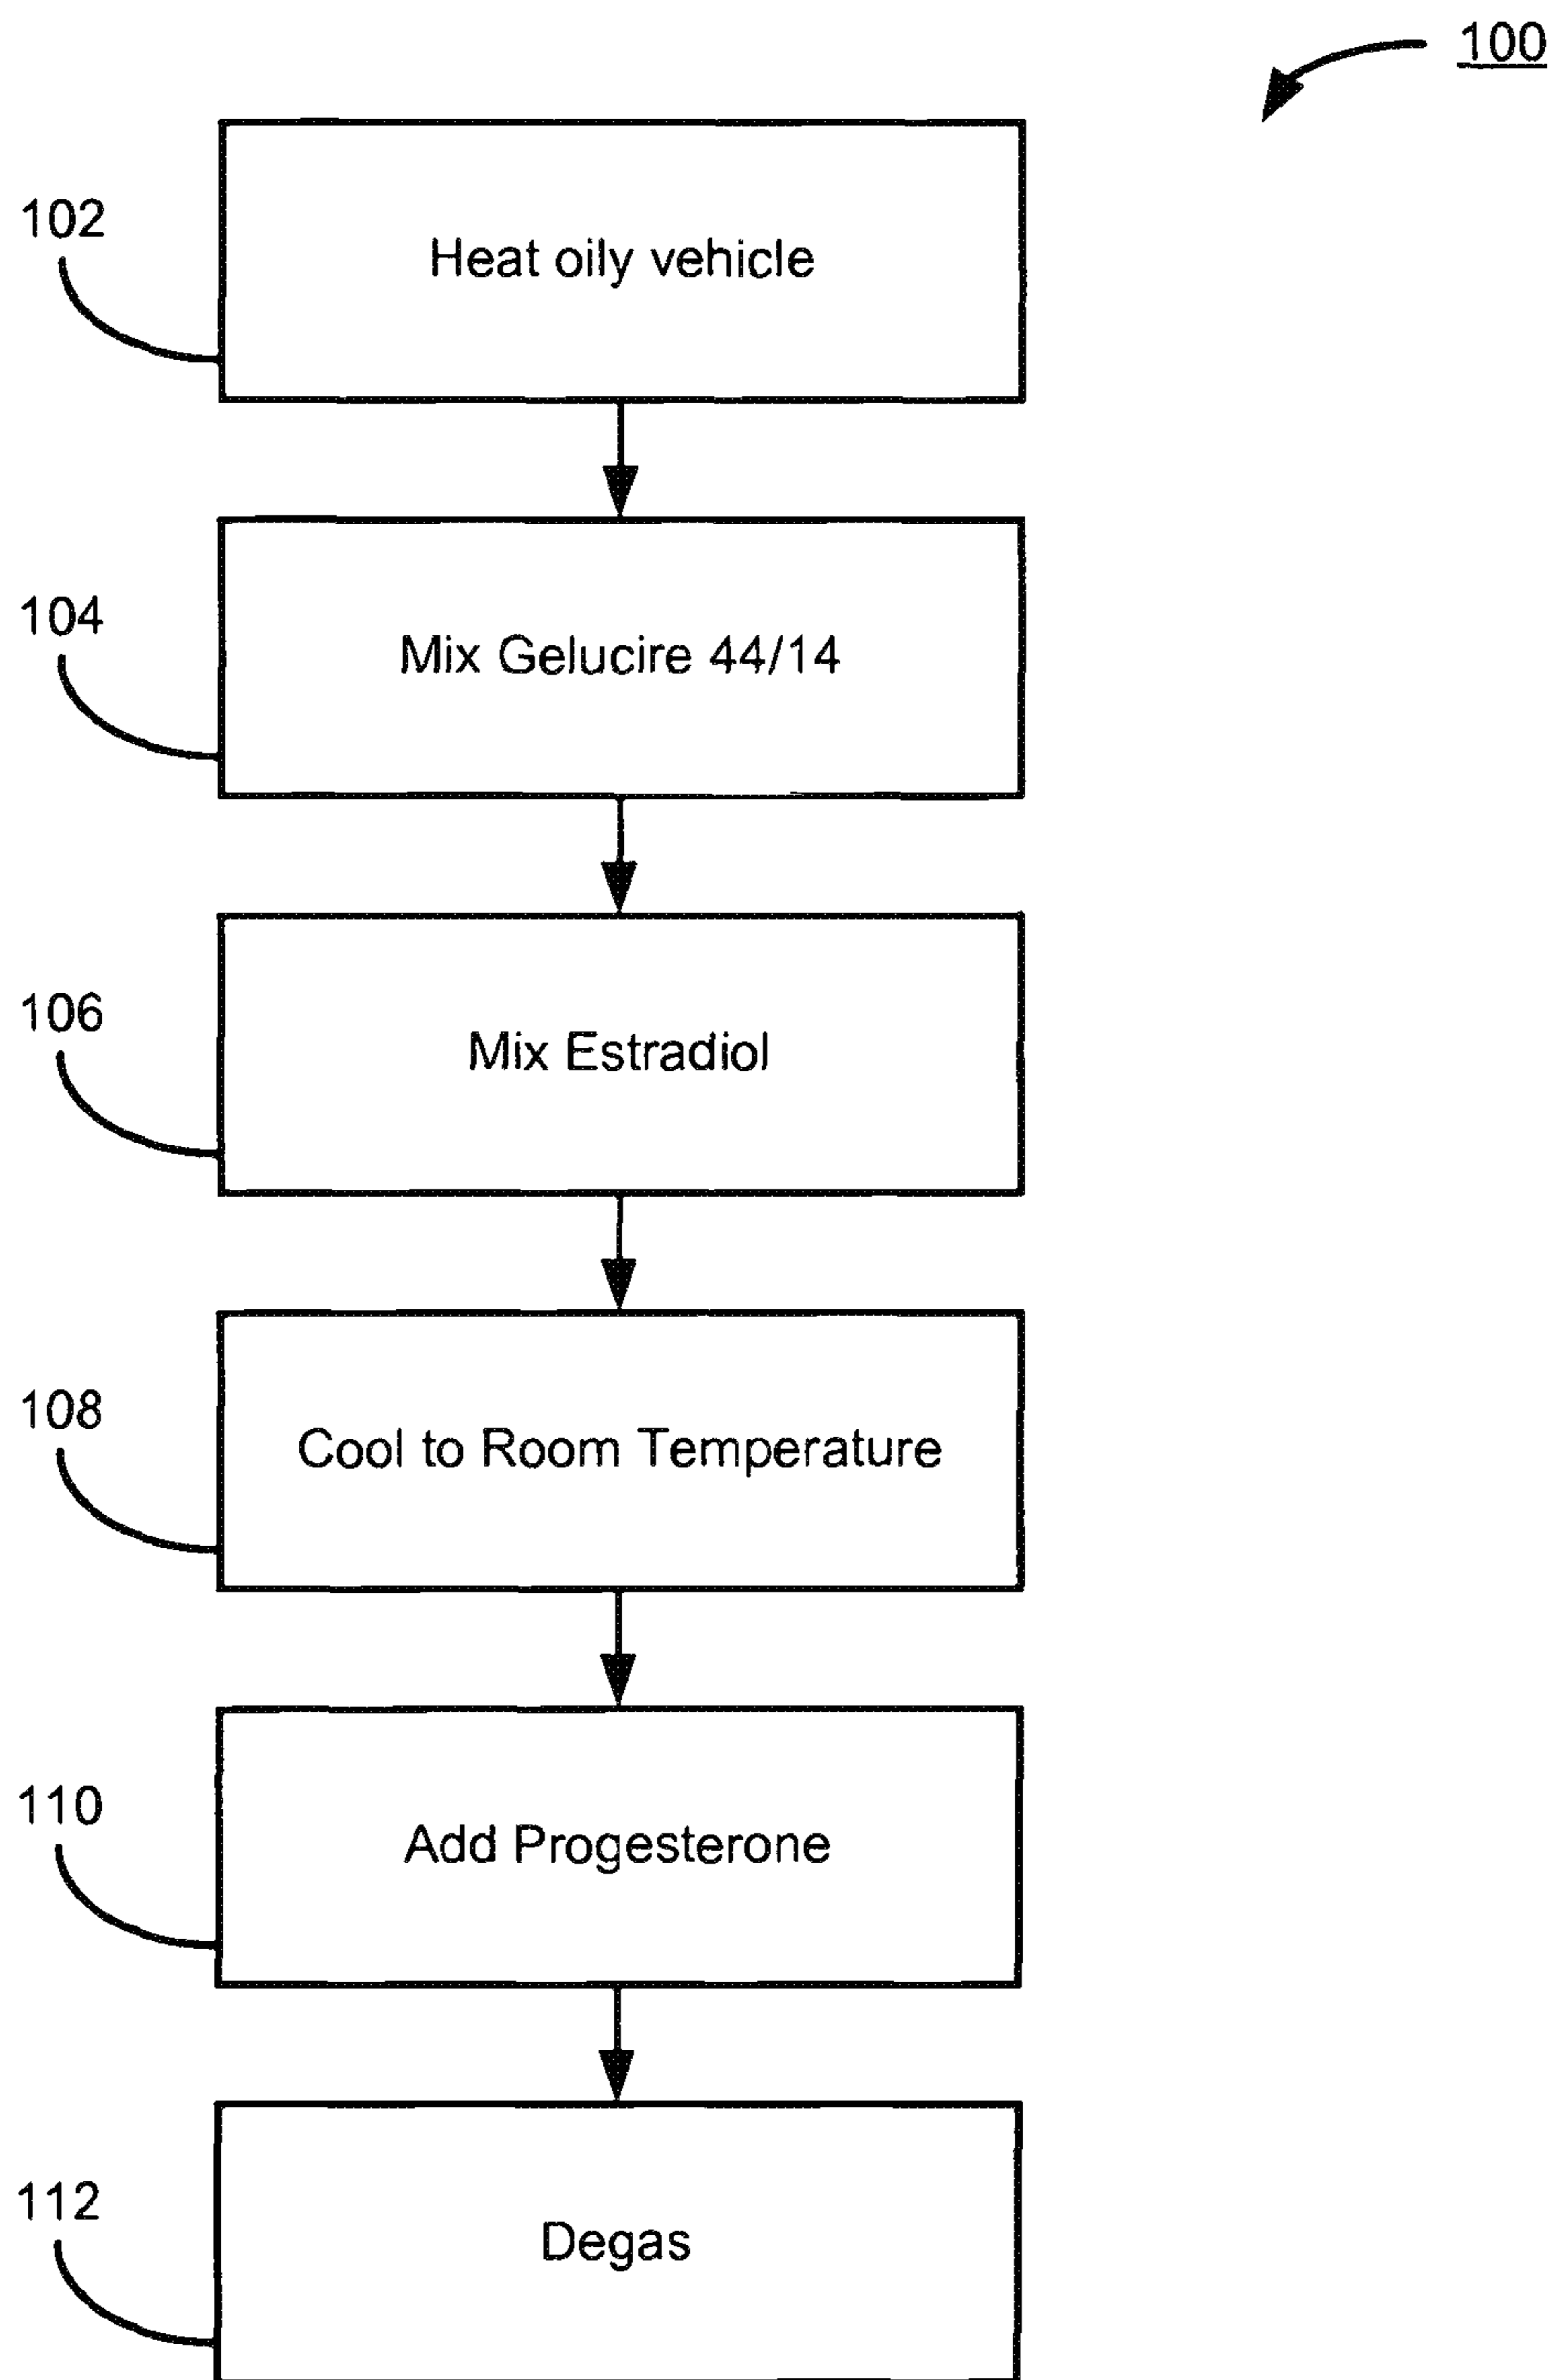 100
102
Heat oily vehicle
104
Mix Gelucire 44/14
106
Mix Estradiol
108
Cool to Room Temperature
110
Add Progesterone
112
Degas